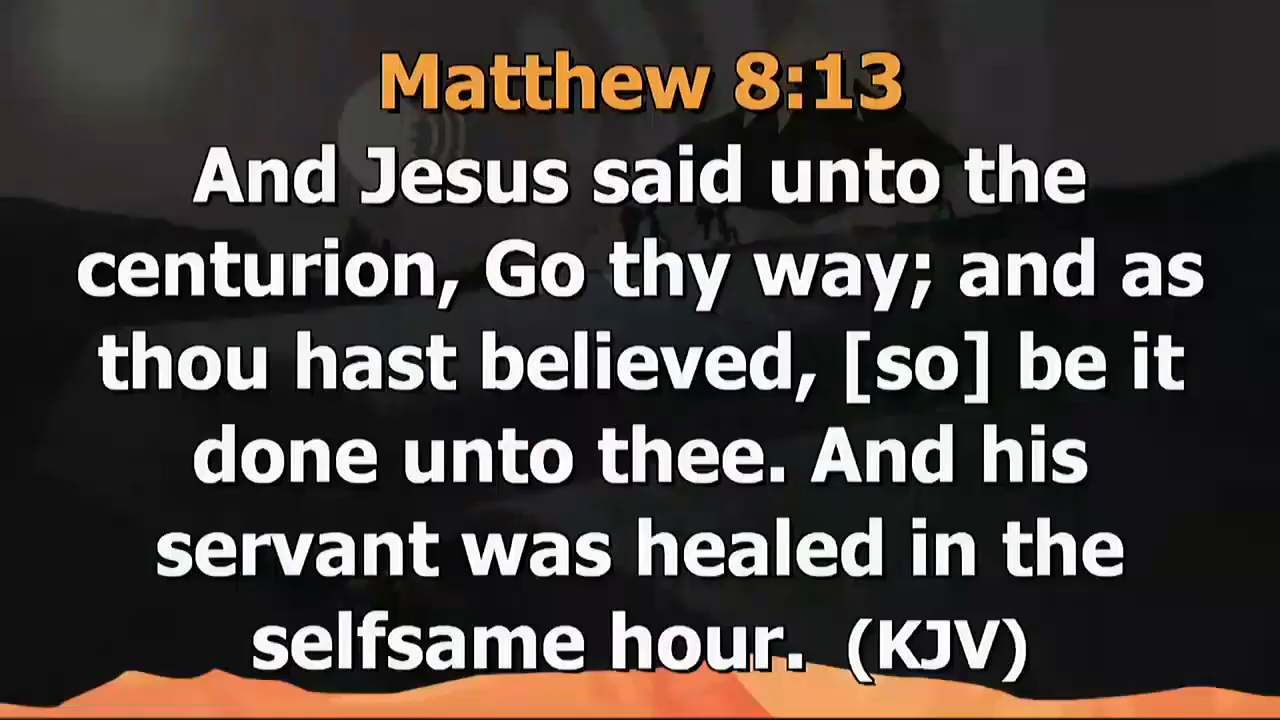 Matthew 8:13
And Jesus said unto the
centurion, Go thy way; and as
thou hast believed, [so] be it
done unto thee. And his
servant was healed in the
selfsame hour. (KJV)